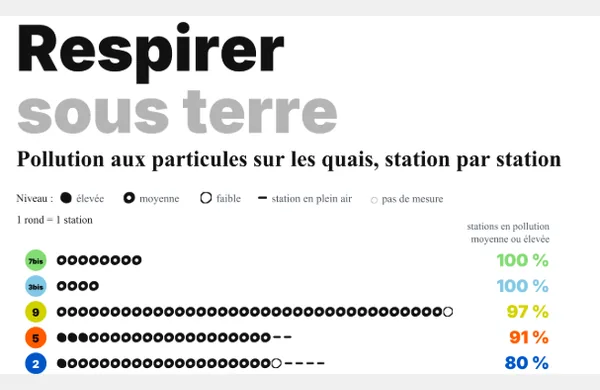 Respirer
sous terre
Pollution aux particules sur les quais, station par station
Niveau : élevée moyenne faible station en plein air pas de mesure
1 rond = 1 station
stations en pollution
moyenne ou élevée
7bis 100 %
3bis 100 %
9 97 %
5 91 %
2 80 %